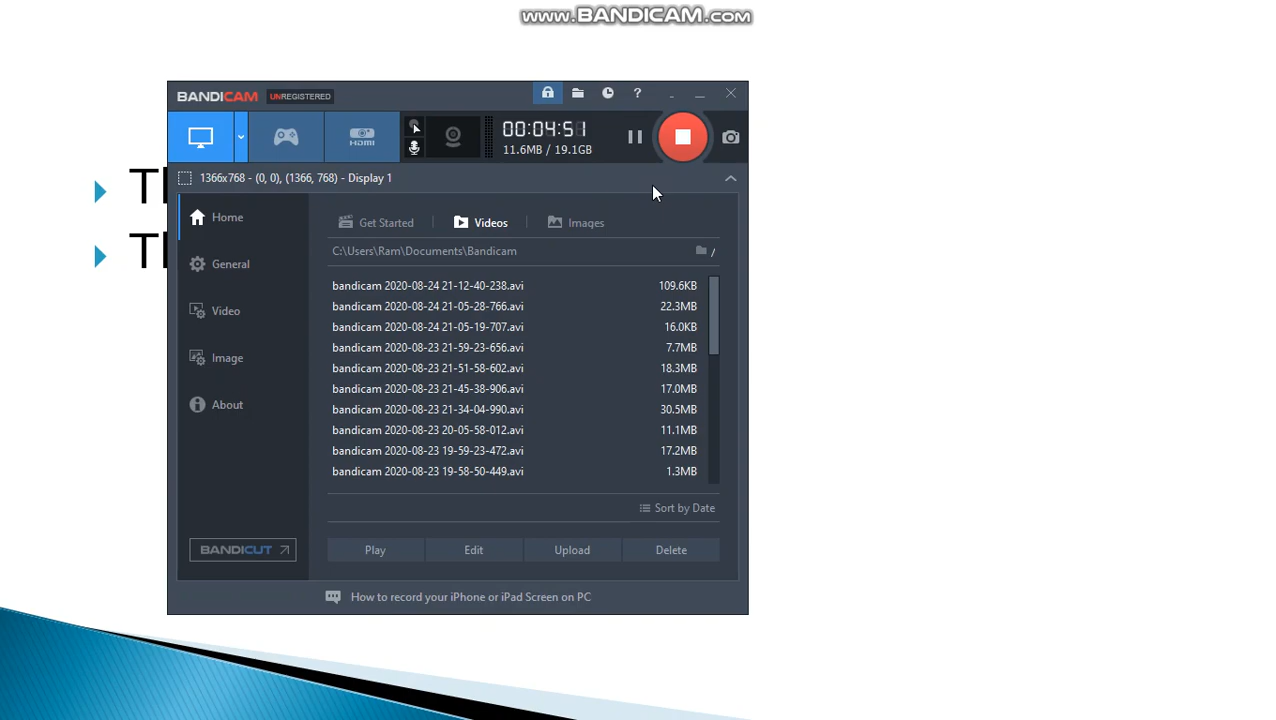 www.BANDICAM.com
BANDICAM UNREGISTERED
00:04:51
11.6MB / 19.1GB
1366x768 - (0, 0), (1366, 768) - Display 1
Home
General
Video
Image
About
BANDICUT
Get Started
Videos
Images
C:\Users\Ram\Documents\Bandicam
bandicam 2020-08-24 21-12-40-238.avi 109.6KB
bandicam 2020-08-24 21-05-28-766.avi 22.3MB
bandicam 2020-08-24 21-05-19-707.avi 16.0KB
bandicam 2020-08-23 21-59-23-656.avi 7.7MB
bandicam 2020-08-23 21-51-58-602.avi 18.3MB
bandicam 2020-08-23 21-45-38-906.avi 17.0MB
bandicam 2020-08-23 21-34-04-990.avi 30.5MB
bandicam 2020-08-23 20-05-58-012.avi 11.1MB
bandicam 2020-08-23 19-59-23-472.avi 17.2MB
bandicam 2020-08-23 19-58-50-449.avi 1.3MB
Sort by Date
Play Edit Upload Delete
How to record your iPhone or iPad Screen on PC